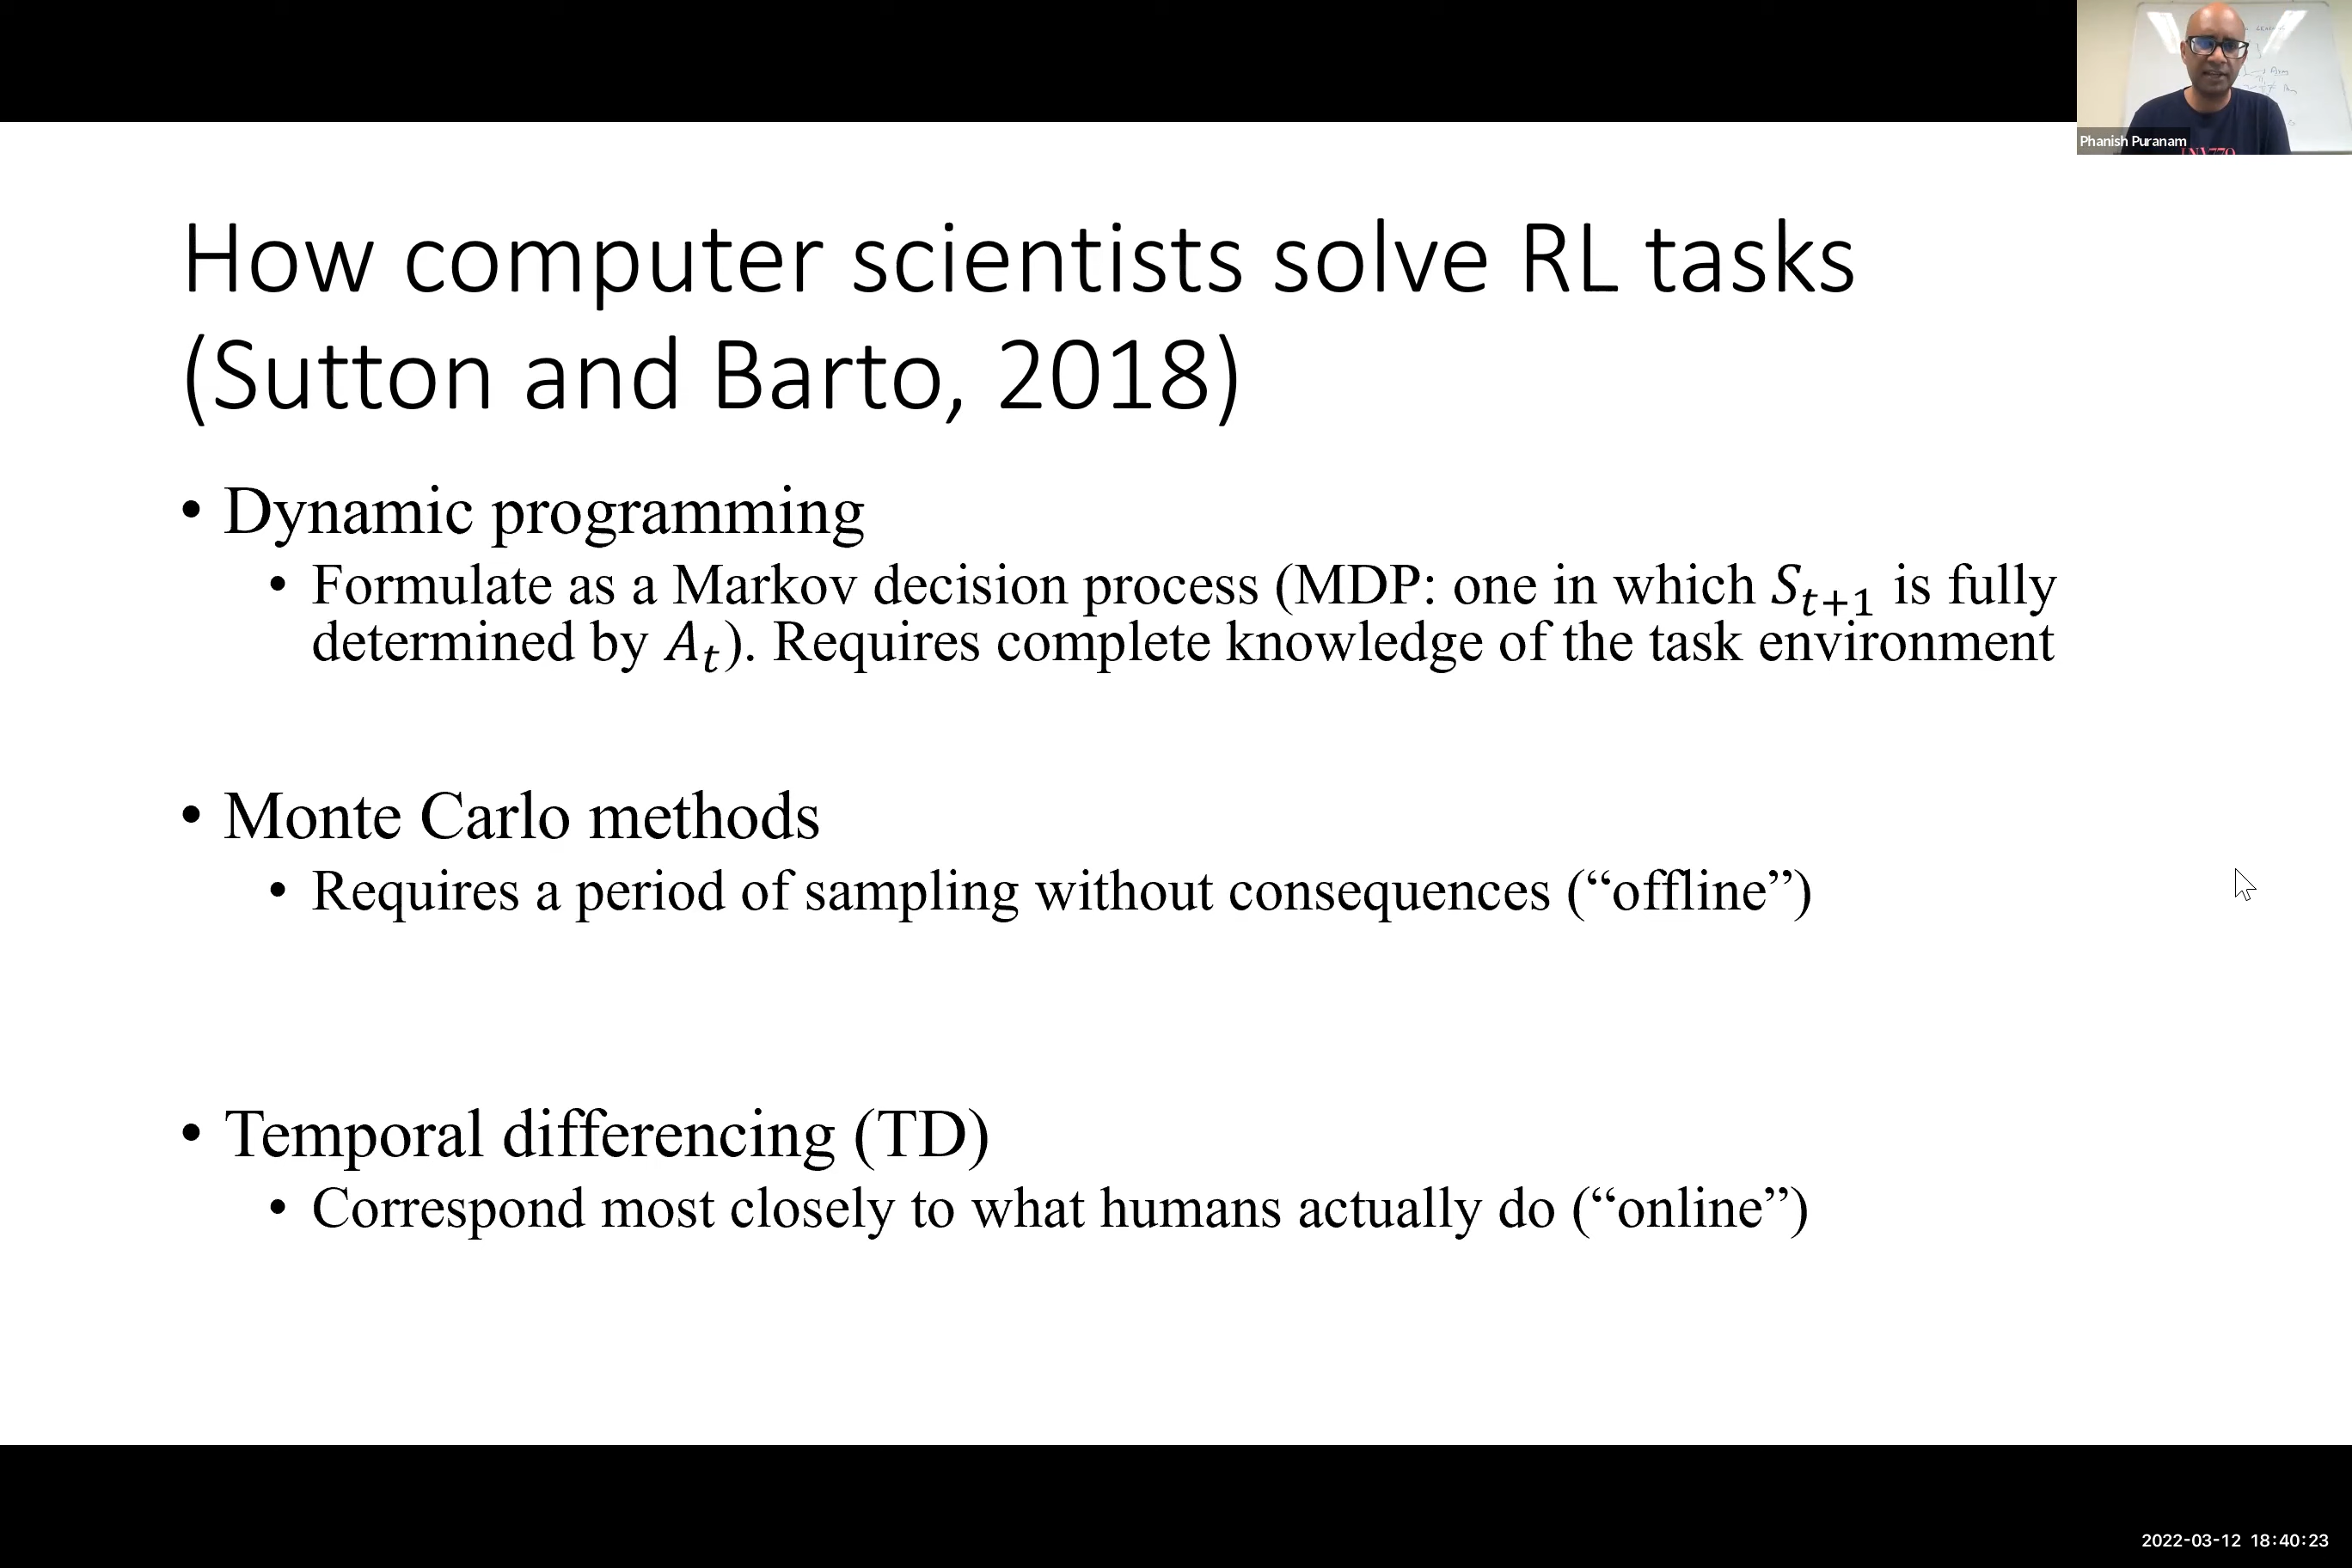 Phanish Puranam
How computer scientists solve RL tasks
(Sutton and Barto, 2018)
• Dynamic programming
• Formulate as a Markov decision process (MDP: one in which S_{t+1} is fully
determined by A_t). Requires complete knowledge of the task environment
• Monte Carlo methods
• Requires a period of sampling without consequences (“offline”)
• Temporal differencing (TD)
• Correspond most closely to what humans actually do (“online”)
2022-03-12 18:40:23